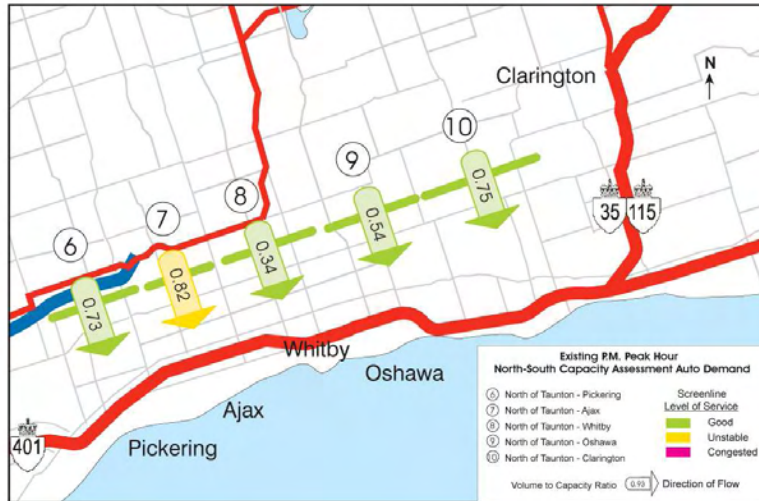 N
Clarington
10
9
8
7
6
0.75
35
115
0.54
0.34
0.82
0.73
Whitby
Oshawa
Ajax
Pickering
401
Existing P.M. Peak Hour
North-South Capacity Assessment Auto Demand
6 North of Taunton - Pickering
7 North of Taunton - Ajax
8 North of Taunton - Whitby
9 North of Taunton - Oshawa
10 North of Taunton - Clarington
Screenline
Level of Service
Good
Unstable
Congested
Volume to Capacity Ratio 0.93 Direction of Flow